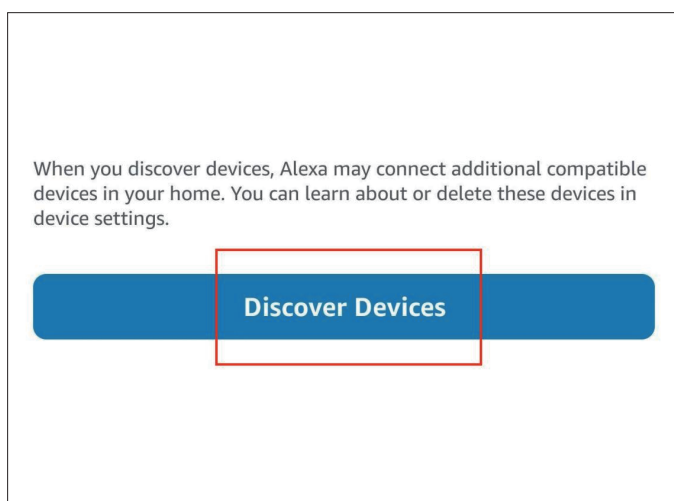 When you discover devices, Alexa may connect additional compatible
devices in your home. You can learn about or delete these devices in
device settings.
Discover Devices